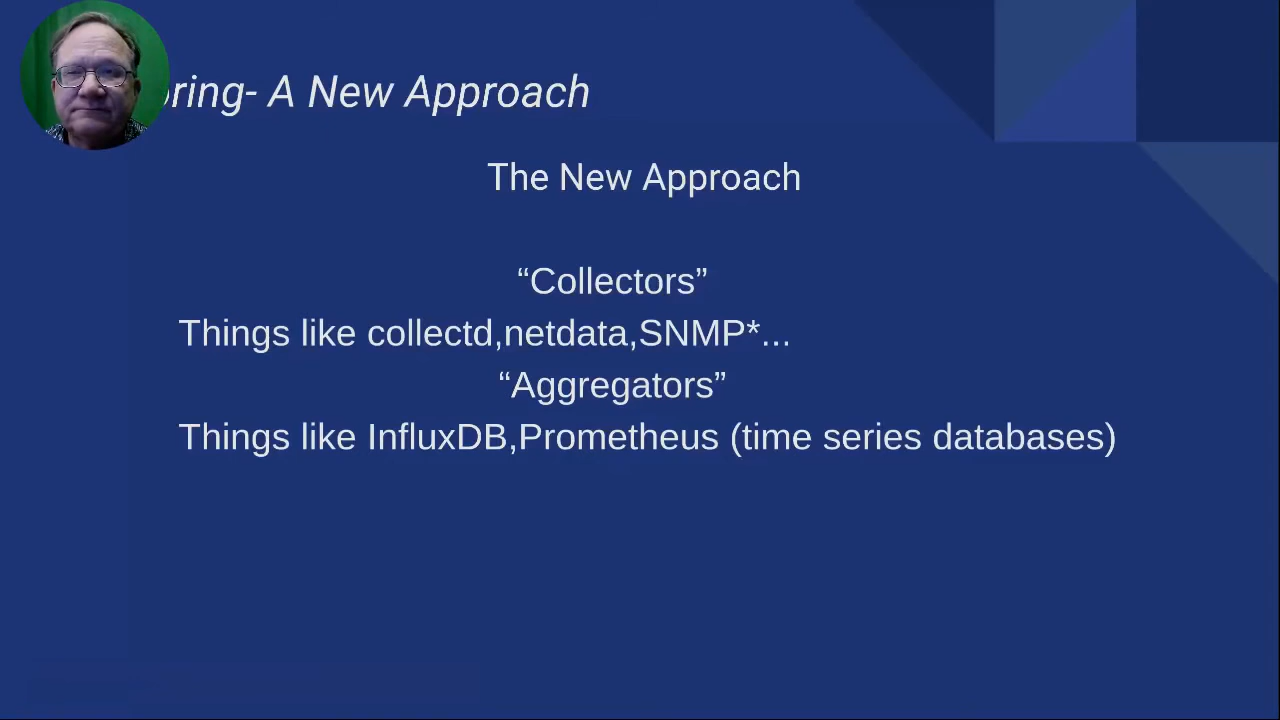 oring- A New Approach
The New Approach
“Collectors”
Things like collectd,netdata,SNMP*...
“Aggregators”
Things like InfluxDB,Prometheus (time series databases)